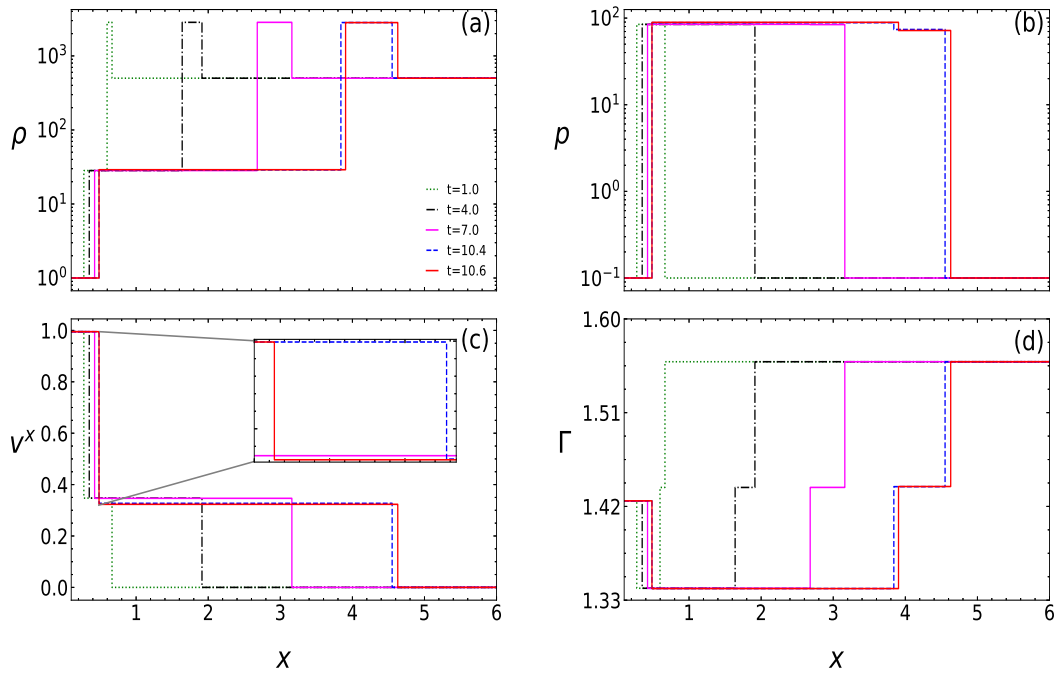 (a)
10³
10²
10¹
10⁰
ρ
t=1.0
t=4.0
t=7.0
t=10.4
t=10.6
(b)
10²
10¹
10⁰
10⁻¹
p
(c)
1.0
0.8
0.6
0.4
0.2
0.0
vˣ
1 2 3 4 5 6
x
(d)
1.60
1.51
1.42
1.33
Γ
1 2 3 4 5 6
x